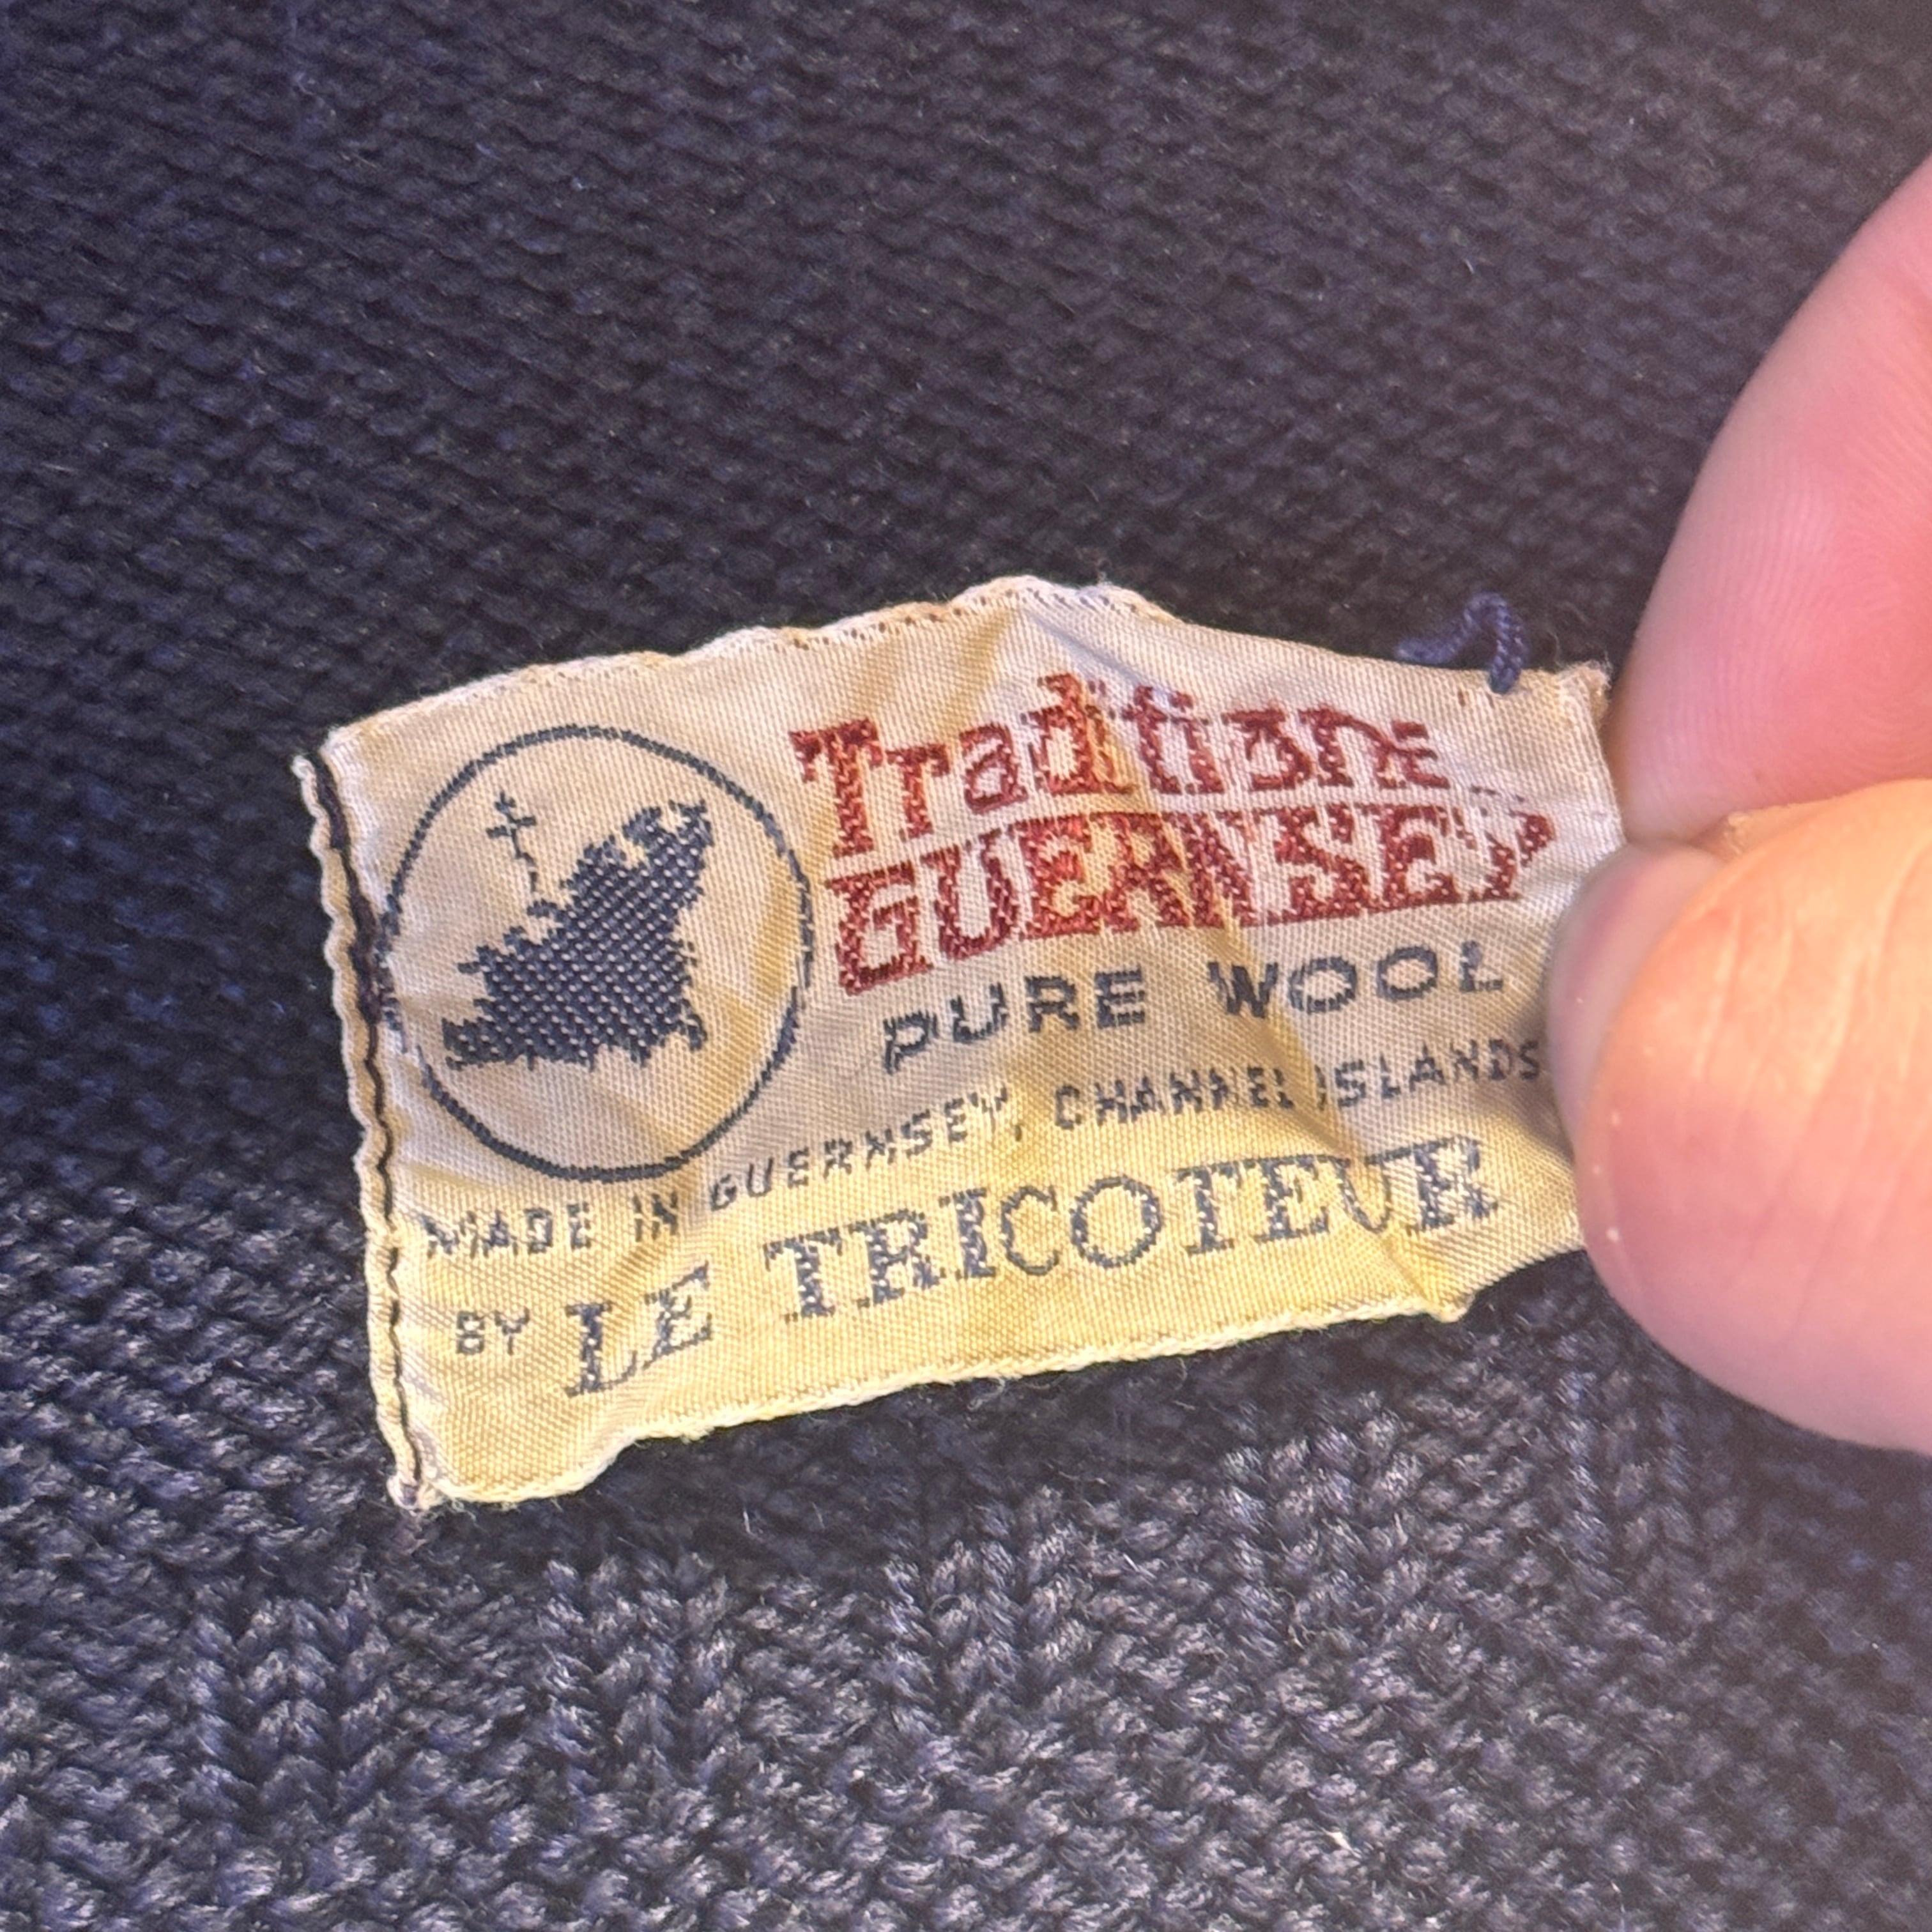 Traditional
GUERNSEY
PURE WOOL
MADE IN GUERNSEY, CHANNEL ISLANDS
BY LE TRICOTEUR